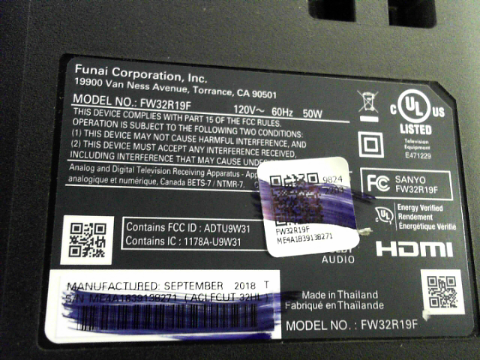 Funai Corporation, Inc.
19900 Van Ness Avenue, Torrance, CA 90501
MODEL NO.: FW32R19F 120V~ 60Hz 50W
THIS DEVICE COMPLIES WITH PART 15 OF THE FCC RULES.
OPERATION IS SUBJECT TO THE FOLLOWING TWO CONDITIONS:
(1) THIS DEVICE MAY NOT CAUSE HARMFUL INTERFERENCE, AND
(2) THIS DEVICE MUST ACCEPT ANY INTERFERENCE RECEIVED,
INCLUDING INTERFERENCE THAT MAY CAUSE
Analog and Digital Television Receiving Apparatus -
analogique et numérique, Canada BETS-7 / NTMR-7.
C UL US
LISTED
Television
Equipment
E471229
FC SANYO
FW32R19F
Energy Verified
Rendement
Énergétique Vérifié
9824
FW32R19F
ME4A1839138271
AUDIO
HDMI
Contains FCC ID : ADTU9W31
Contains IC : 1178A-U9W31
MANUFACTURED: SEPTEMBER 2018 T
S/N ME4A1839138271
Made in Thailand
Fabriqué en Thaïlande
MODEL NO. : FW32R19F